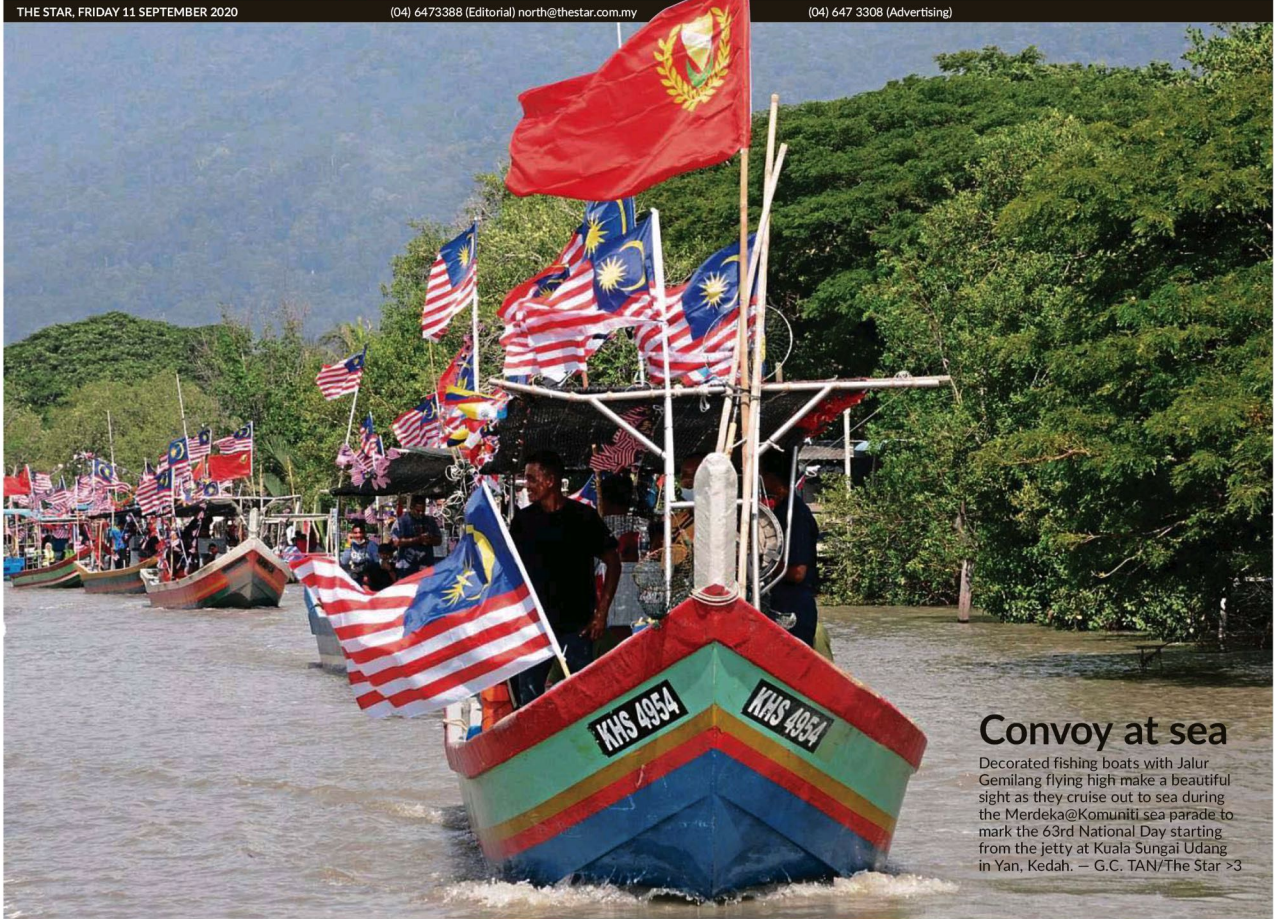 THE STAR, FRIDAY 11 SEPTEMBER 2020
(04) 6473388 (Editorial) north@thestar.com.my
(04) 647 3308 (Advertising)
KHS 4954
KHS 4954
Convoy at sea
Decorated fishing boats with Jalur
Gemilang flying high make a beautiful
sight as they cruise out to sea during
the Merdeka@Komuniti sea parade to
mark the 63rd National Day starting
from the jetty at Kuala Sungai Udang
in Yan, Kedah. — G.C. TAN/The Star >3